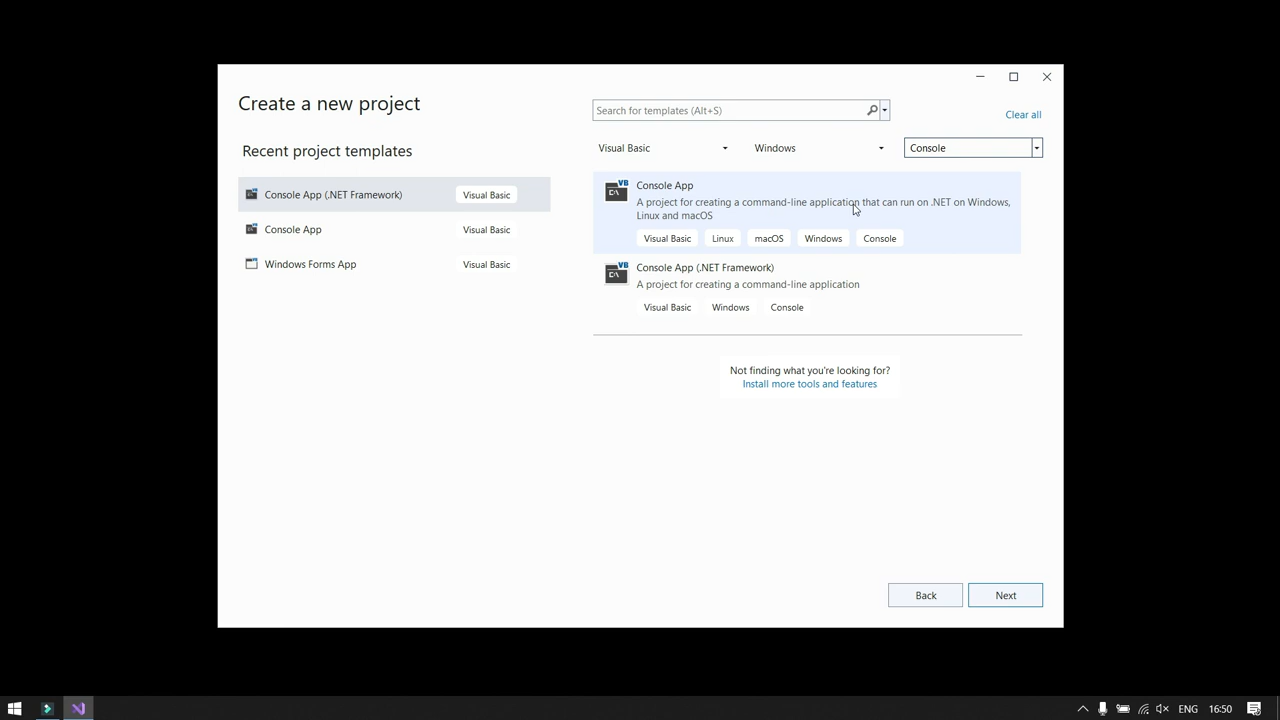 Create a new project
Search for templates (Alt+S)
Clear all
Recent project templates
Visual Basic
Windows
Console
Console App (.NET Framework)
Visual Basic
Console App
Visual Basic
Windows Forms App
Visual Basic
VB
Console App
A project for creating a command-line application that can run on .NET on Windows,
Linux and macOS
Visual Basic
Linux
macOS
Windows
Console
VB
Console App (.NET Framework)
A project for creating a command-line application
Visual Basic
Windows
Console
Not finding what you're looking for?
Install more tools and features
Back
Next
ENG
16:50